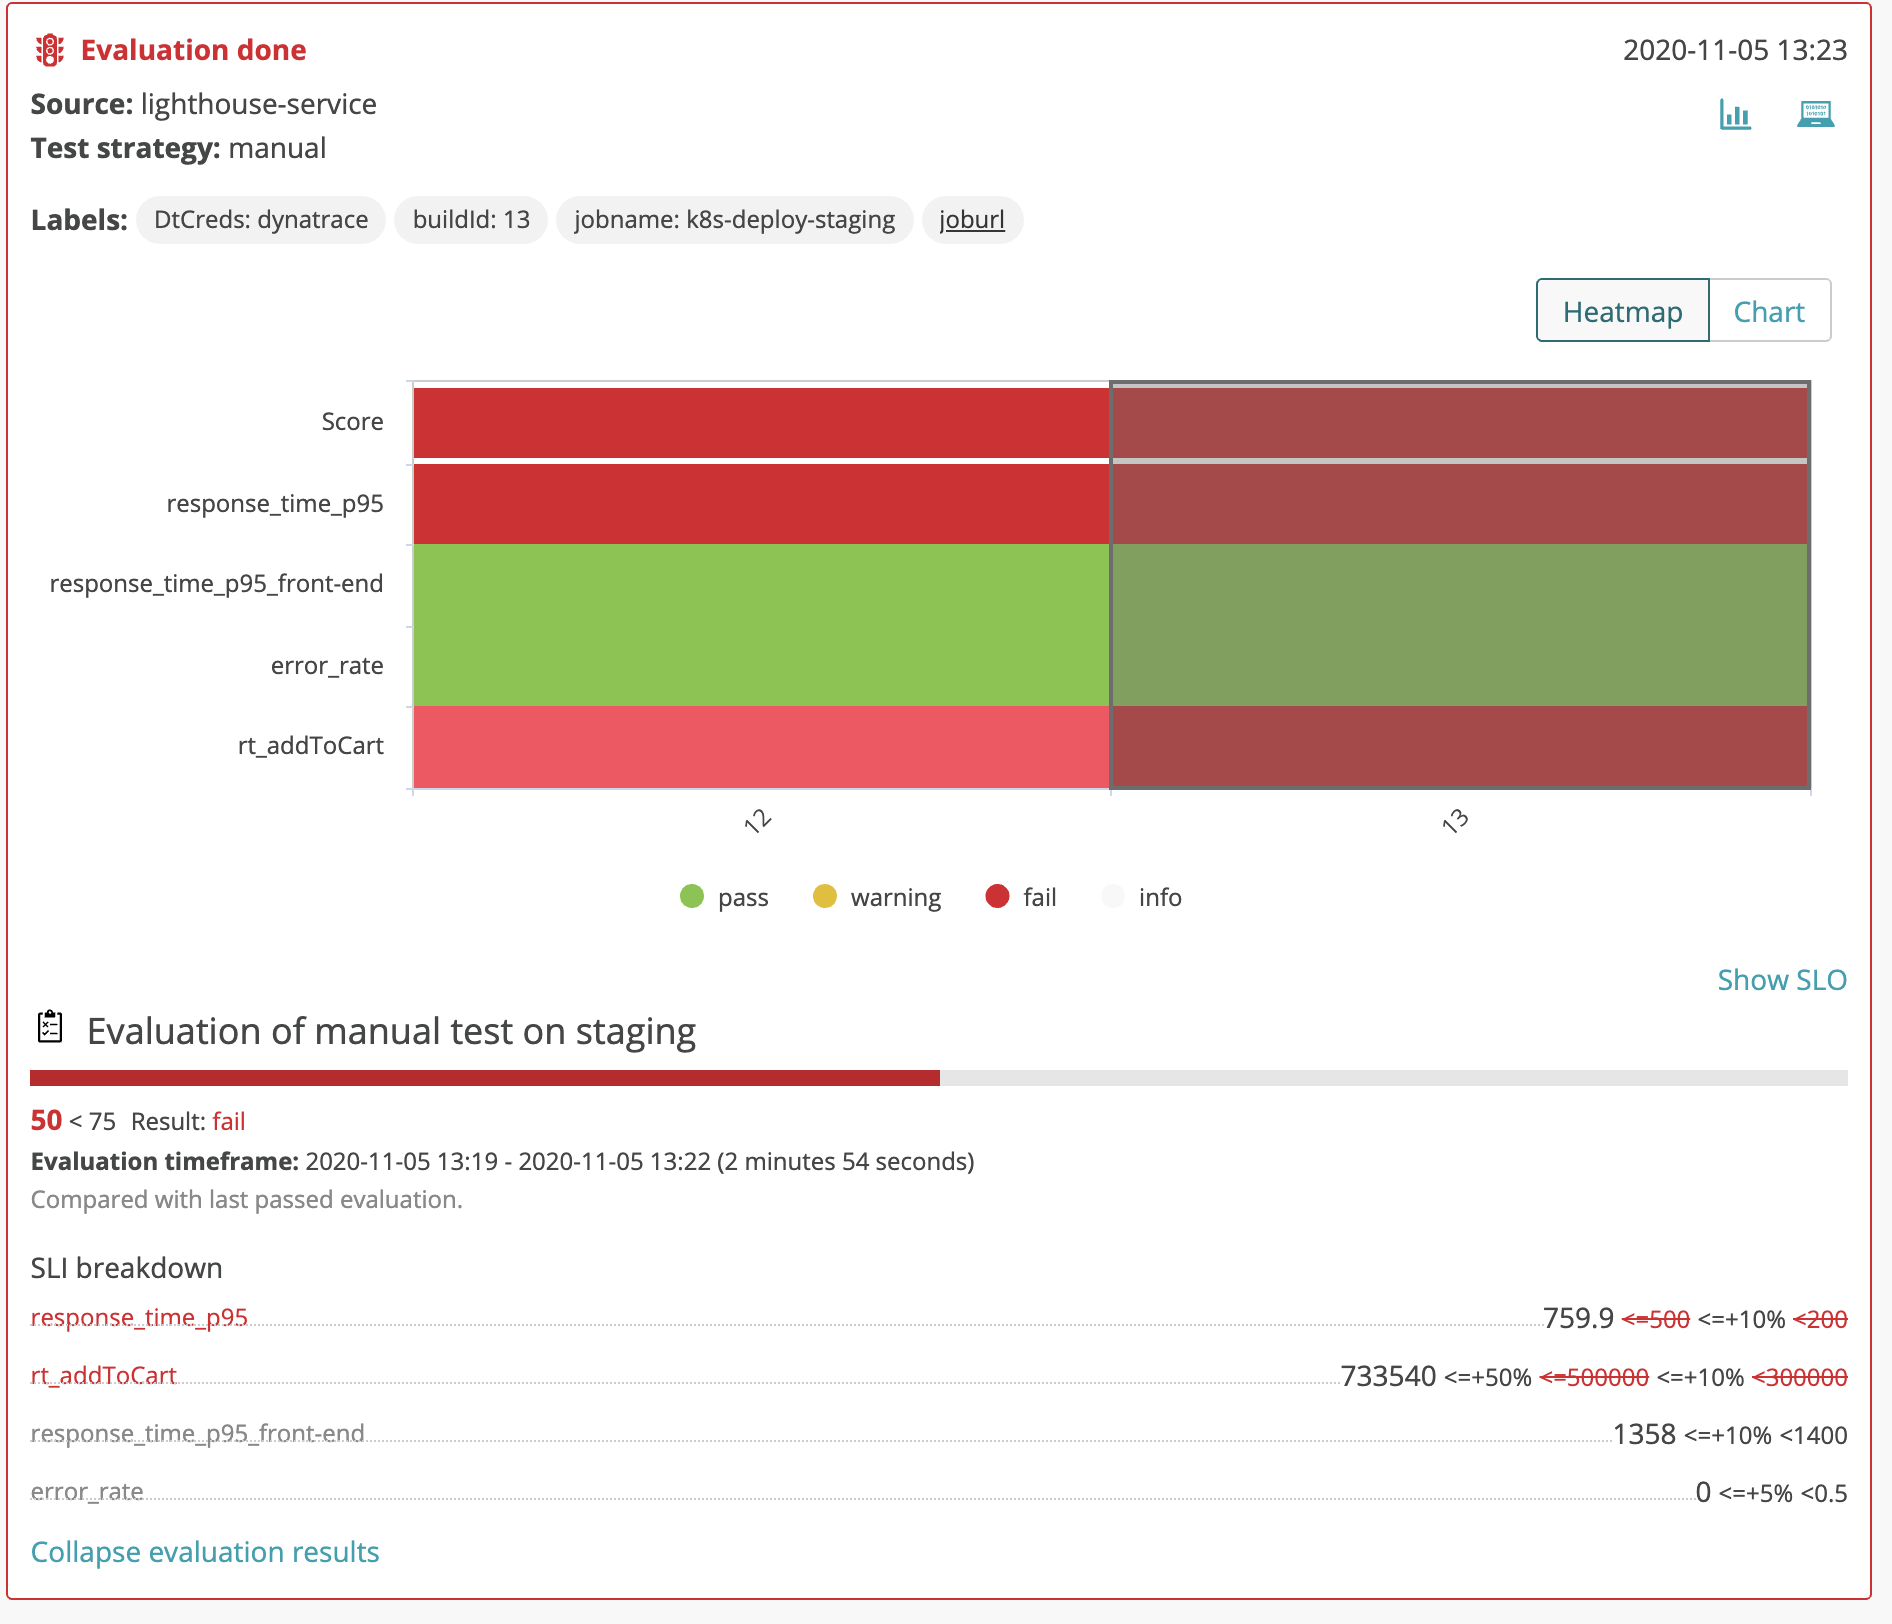 Evaluation done
2020-11-05 13:23
Source: lighthouse-service
Test strategy: manual
Labels: DtCreds: dynatrace buildId: 13 jobname: k8s-deploy-staging joburl
Heatmap Chart
Score
response_time_p95
response_time_p95_front-end
error_rate
rt_addToCart
12 13
pass warning fail info
Show SLO
Evaluation of manual test on staging
50 < 75 Result: fail
Evaluation timeframe: 2020-11-05 13:19 - 2020-11-05 13:22 (2 minutes 54 seconds)
Compared with last passed evaluation.
SLI breakdown
response_time_p95 759.9 <=500 <=+10% <200
rt_addToCart 733540 <=+50% <=500000 <=+10% <300000
response_time_p95_front-end 1358 <=+10% <1400
error_rate 0 <=+5% <0.5
Collapse evaluation results